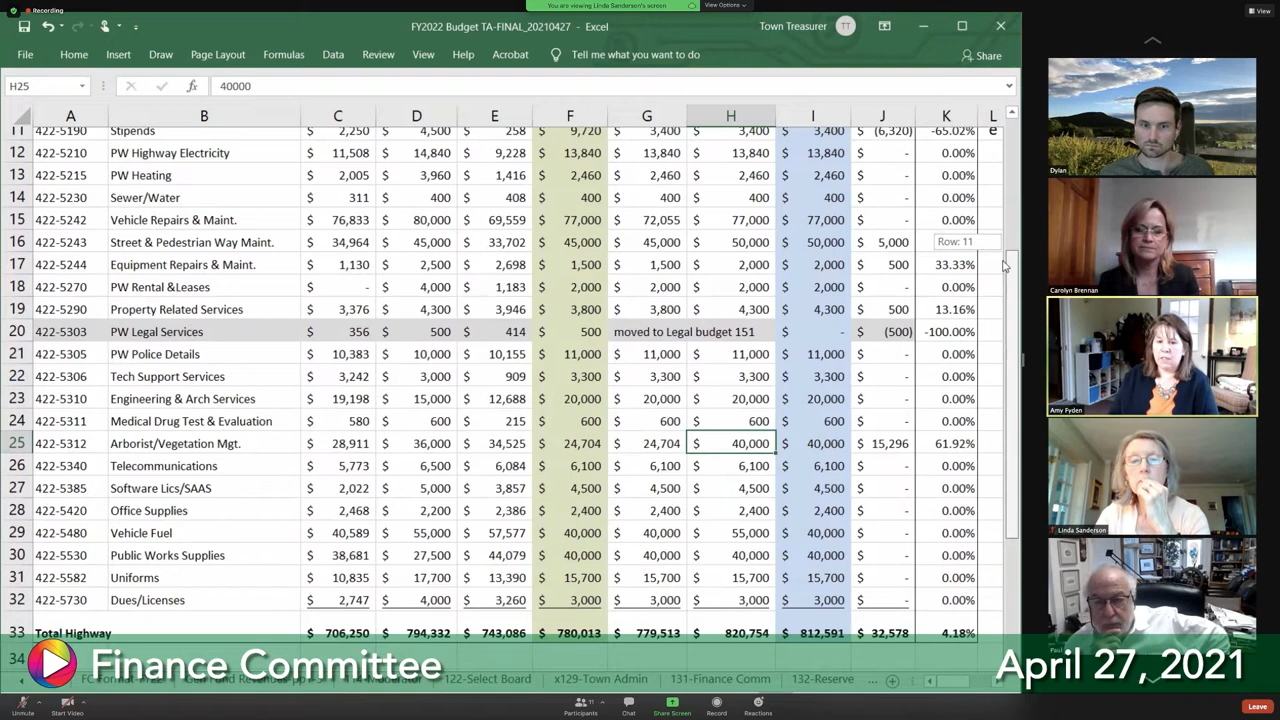 Recording
You are viewing Linda Sanderson's screen
View Options
View
FY2022 Budget TA-FINAL_20210427 - Excel
Town Treasurer TT
File Home Insert Draw Page Layout Formulas Data Review View Help Acrobat Tell me what you want to do Share
H25 fx 40000
A B C D E F G H I J K L
11 422-5190 Stipends $ 2,250 $ 4,500 $ 258 $ 9,720 $ 3,400 $ 3,400 $ 3,400 $ (6,320) -65.02% e
12 422-5210 PW Highway Electricity $ 11,508 $ 14,840 $ 9,228 $ 13,840 $ 13,840 $ 13,840 $ 13,840 $ - 0.00%
13 422-5215 PW Heating $ 2,005 $ 3,960 $ 1,416 $ 2,460 $ 2,460 $ 2,460 $ 2,460 $ - 0.00%
14 422-5230 Sewer/Water $ 311 $ 400 $ 408 $ 400 $ 400 $ 400 $ 400 $ - 0.00%
15 422-5242 Vehicle Repairs & Maint. $ 76,833 $ 80,000 $ 69,559 $ 77,000 $ 72,055 $ 77,000 $ 77,000 $ - 0.00%
16 422-5243 Street & Pedestrian Way Maint. $ 34,964 $ 45,000 $ 33,702 $ 45,000 $ 45,000 $ 50,000 $ 50,000 $ 5,000 Row: 11
17 422-5244 Equipment Repairs & Maint. $ 1,130 $ 2,500 $ 2,698 $ 1,500 $ 1,500 $ 2,000 $ 2,000 $ 500 33.33%
18 422-5270 PW Rental &Leases $ - $ 4,000 $ 1,183 $ 2,000 $ 2,000 $ 2,000 $ 2,000 $ - 0.00%
19 422-5290 Property Related Services $ 3,376 $ 4,300 $ 3,946 $ 3,800 $ 3,800 $ 4,300 $ 4,300 $ 500 13.16%
20 422-5303 PW Legal Services $ 356 $ 500 $ 414 $ 500 moved to Legal budget 151 $ - $ (500) -100.00%
21 422-5305 PW Police Details $ 10,383 $ 10,000 $ 10,155 $ 11,000 $ 11,000 $ 11,000 $ 11,000 $ - 0.00%
22 422-5306 Tech Support Services $ 3,242 $ 3,000 $ 909 $ 3,300 $ 3,300 $ 3,300 $ 3,300 $ - 0.00%
23 422-5310 Engineering & Arch Services $ 19,198 $ 15,000 $ 12,688 $ 20,000 $ 20,000 $ 20,000 $ 20,000 $ - 0.00%
24 422-5311 Medical Drug Test & Evaluation $ 580 $ 600 $ 215 $ 600 $ 600 $ 600 $ 600 $ - 0.00%
25 422-5312 Arborist/Vegetation Mgt. $ 28,911 $ 36,000 $ 34,525 $ 24,704 $ 24,704 $ 40,000 $ 40,000 $ 15,296 61.92%
26 422-5340 Telecommunications $ 5,773 $ 6,500 $ 6,084 $ 6,100 $ 6,100 $ 6,100 $ 6,100 $ - 0.00%
27 422-5385 Software Lics/SAAS $ 2,022 $ 5,000 $ 3,857 $ 4,500 $ 4,500 $ 4,500 $ 4,500 $ - 0.00%
28 422-5420 Office Supplies $ 2,468 $ 2,200 $ 2,386 $ 2,400 $ 2,400 $ 2,400 $ 2,400 $ - 0.00%
29 422-5480 Vehicle Fuel $ 40,508 $ 55,000 $ 57,577 $ 40,000 $ 40,000 $ 55,000 $ 40,000 $ - 0.00%
30 422-5530 Public Works Supplies $ 38,681 $ 27,500 $ 44,079 $ 40,000 $ 40,000 $ 40,000 $ 40,000 $ - 0.00%
31 422-5582 Uniforms $ 10,835 $ 17,700 $ 13,390 $ 15,700 $ 15,700 $ 15,700 $ 15,700 $ - 0.00%
32 422-5730 Dues/Licenses $ 2,747 $ 4,000 $ 3,260 $ 3,000 $ 3,000 $ 3,000 $ 3,000 $ - 0.00%
33 Total Highway $ 706,250 $ 794,332 $ 743,086 $ 780,013 $ 779,513 $ 820,754 $ 812,591 $ 32,578 4.18%
34
Dylan
Carolyn Brennan
Amy Fyden
Linda Sanderson
Finance Committee
April 27, 2021
122-Select Board x129-Town Admin 131-Finance Comm 132-Reserve ...
Unmute Start Video Participants 11 Chat Share Screen Record Reactions Leave